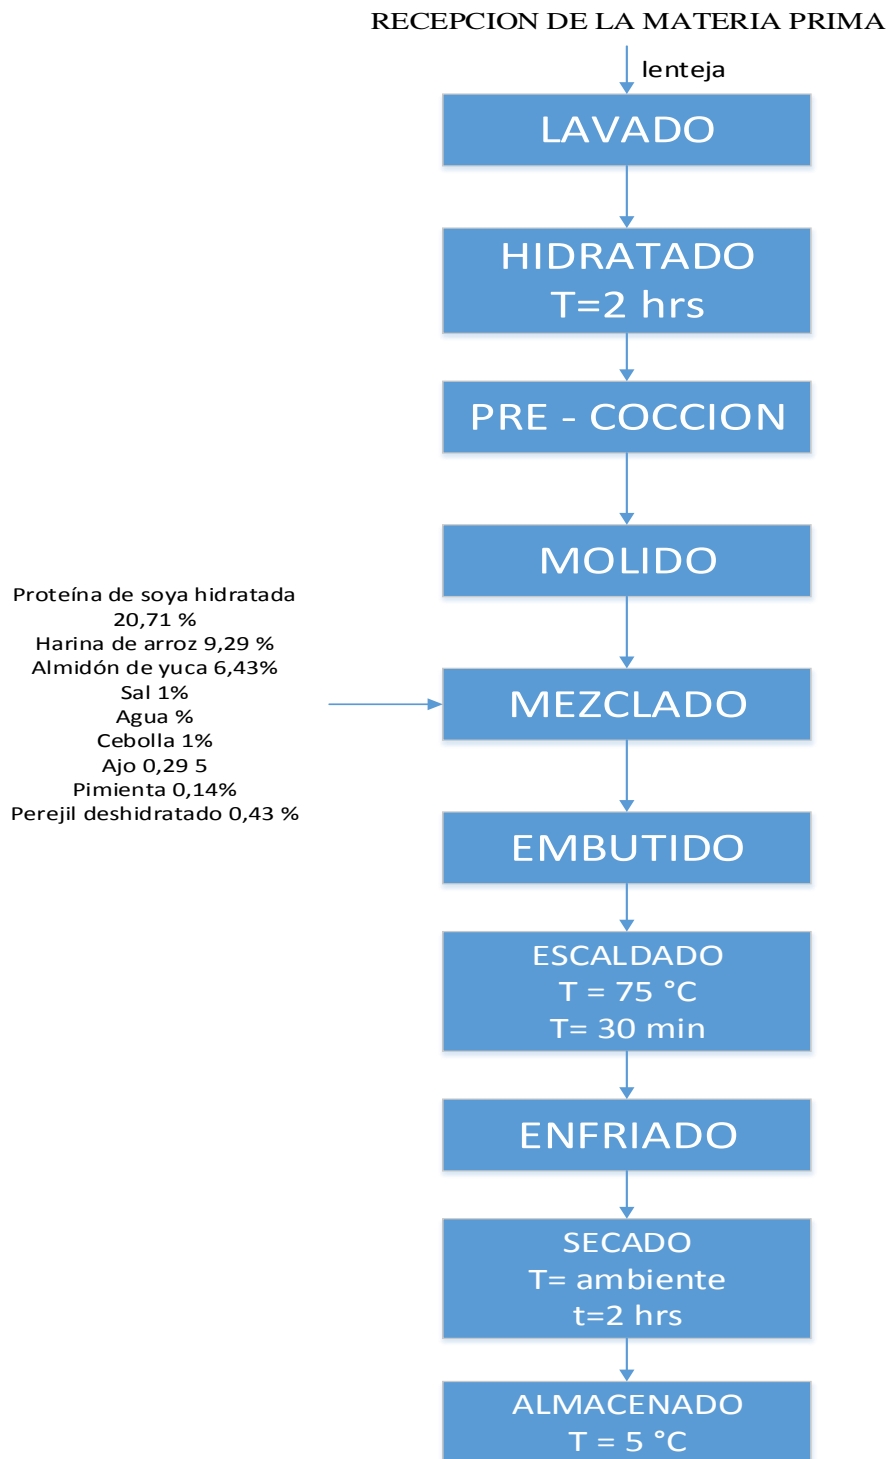 RECEPCION DE LA MATERIA PRIMA
lenteja
LAVADO
HIDRATADO
T=2 hrs
PRE - COCCION
MOLIDO
Proteína de soya hidratada
20,71 %
Harina de arroz 9,29 %
Almidón de yuca 6,43%
Sal 1%
Agua %
Cebolla 1%
Ajo 0,29 5
Pimienta 0,14%
Perejil deshidratado 0,43 %
MEZCLADO
EMBUTIDO
ESCALDADO
T = 75 °C
T= 30 min
ENFRIADO
SECADO
T= ambiente
t=2 hrs
ALMACENADO
T = 5 °C